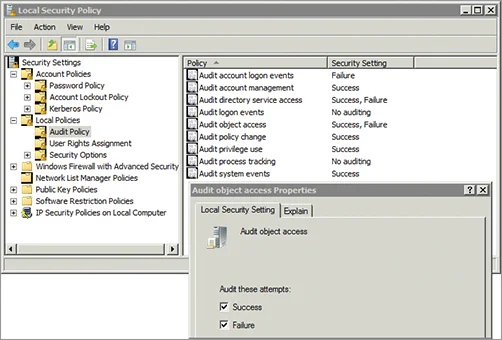 Local Security Policy
File Action View Help
Security Settings
Account Policies
Password Policy
Account Lockout Policy
Kerberos Policy
Local Policies
Audit Policy
User Rights Assignment
Security Options
Windows Firewall with Advanced Security
Network List Manager Policies
Public Key Policies
Software Restriction Policies
IP Security Policies on Local Computer
Policy Security Setting
Audit account logon events Failure
Audit account management Success
Audit directory service access Success, Failure
Audit logon events No auditing
Audit object access Success, Failure
Audit policy change Success
Audit privilege use Success
Audit process tracking No auditing
Audit system events Success
Audit object access Properties
Local Security Setting Explain
Audit object access
Audit these attempts:
Success
Failure